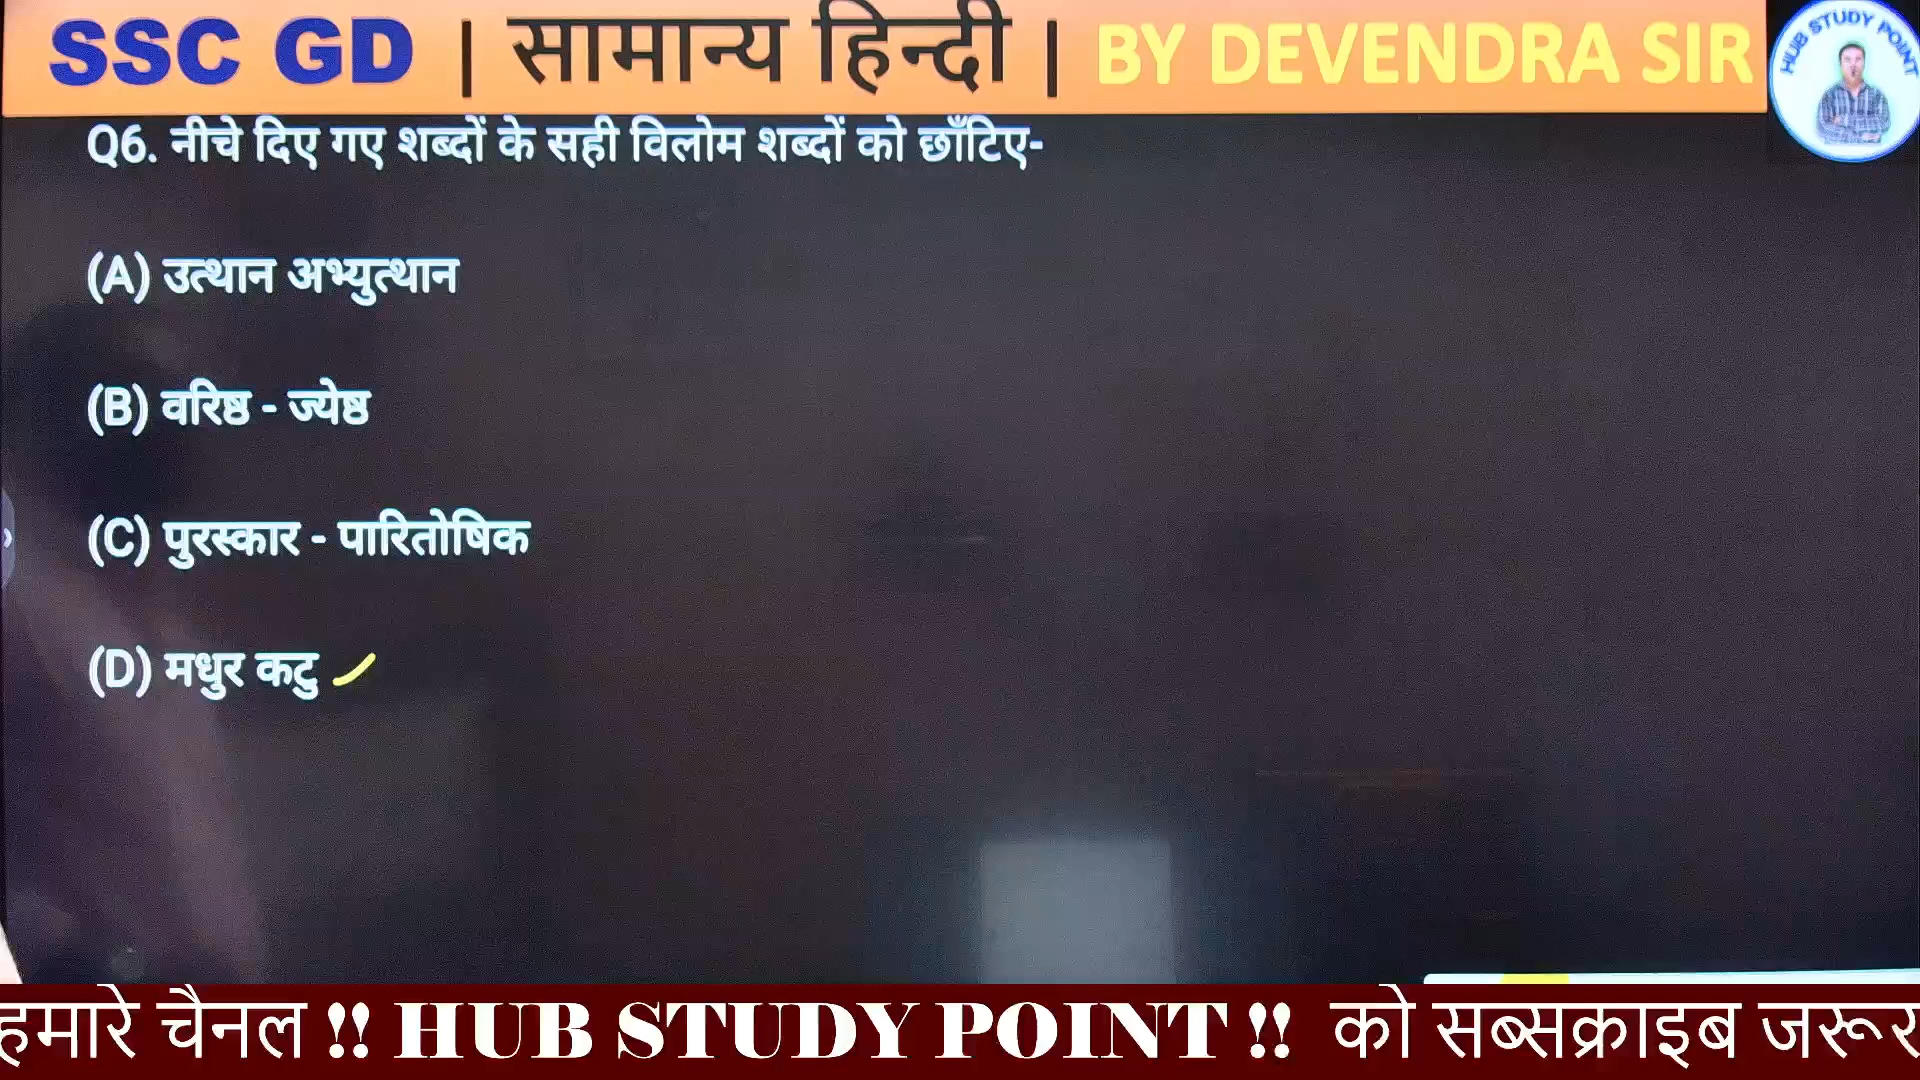 SSC GD | सामान्य हिन्दी | BY DEVENDRA SIR
HUB STUDY POINT
Q6. नीचे दिए गए शब्दों के सही विलोम शब्दों को छाँटिए-
(A) उत्थान अभ्युत्थान
(B) वरिष्ठ - ज्येष्ठ
(C) पुरस्कार - पारितोषिक
(D) मधुर कटु
हमारे चैनल !! HUB STUDY POINT !! को सब्सक्राइब जरूर